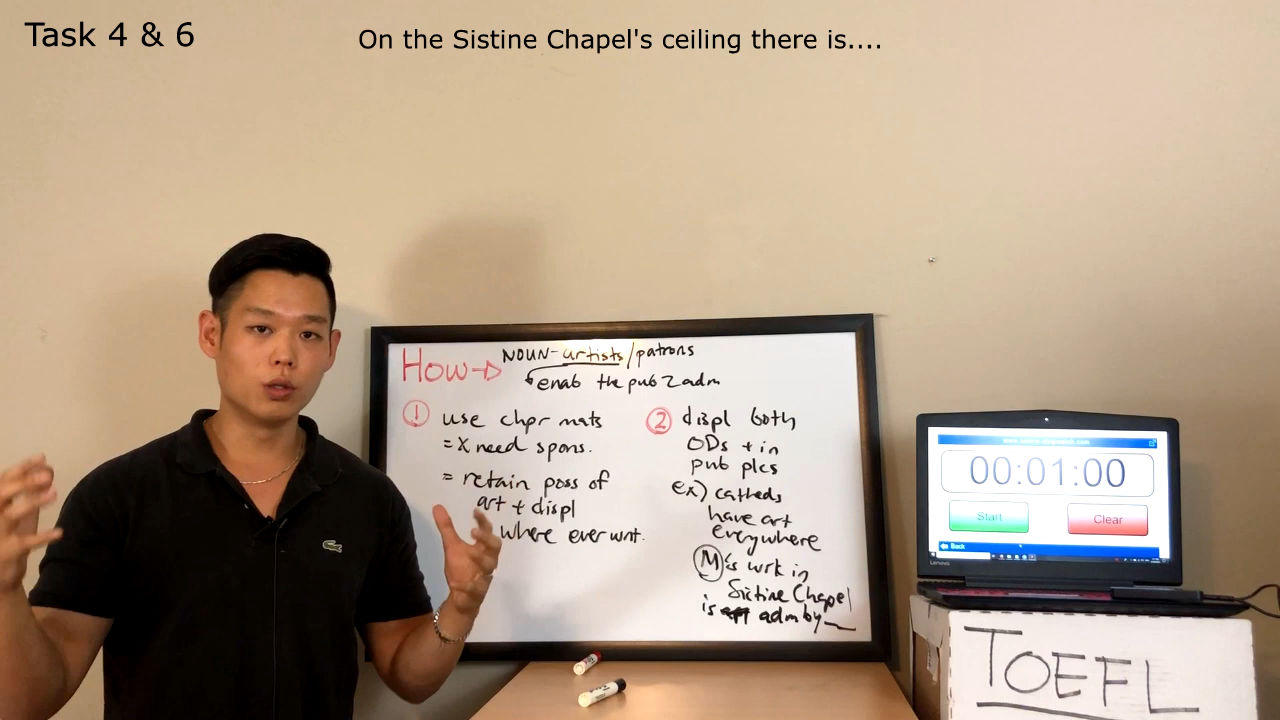 Task 4 & 6
On the Sistine Chapel's ceiling there is....
How→
NOUN-artists/patrons
enab the pub 2 adm
① use chpr mats
= X need spons.
= retain poss of
art + displ
where ever wnt.
② displ both
ODs + in
pub plcs
ex) catheds
have art
everywhere
M's wrk in
Sistine Chapel
is adm by __
00:01:00
Start
Clear
Back
Lenovo
TOEFL